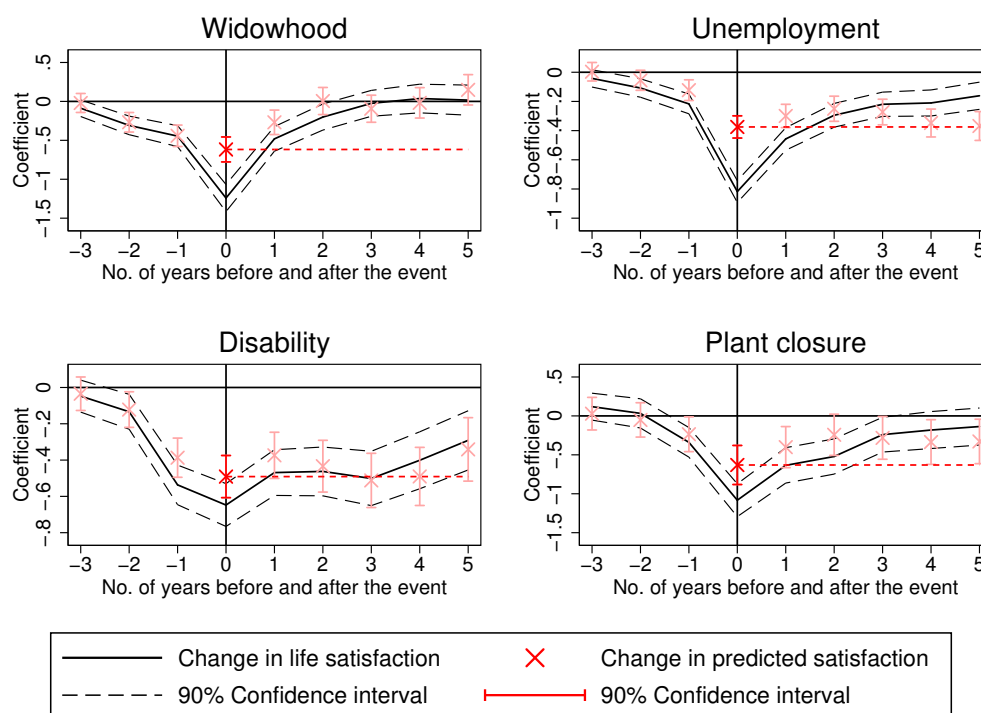 Widowhood
Coefficient
.5
0
-.5
-1
-1.5
-3 -2 -1 0 1 2 3 4 5
No. of years before and after the event
Unemployment
Coefficient
0
-.2
-.4
-.6
-.8
-1
-3 -2 -1 0 1 2 3 4 5
No. of years before and after the event
Disability
Coefficient
0
-.2
-.4
-.6
-.8
-3 -2 -1 0 1 2 3 4 5
No. of years before and after the event
Plant closure
Coefficient
.5
0
-.5
-1
-1.5
-3 -2 -1 0 1 2 3 4 5
No. of years before and after the event
Change in life satisfaction
Change in predicted satisfaction
90% Confidence interval
90% Confidence interval